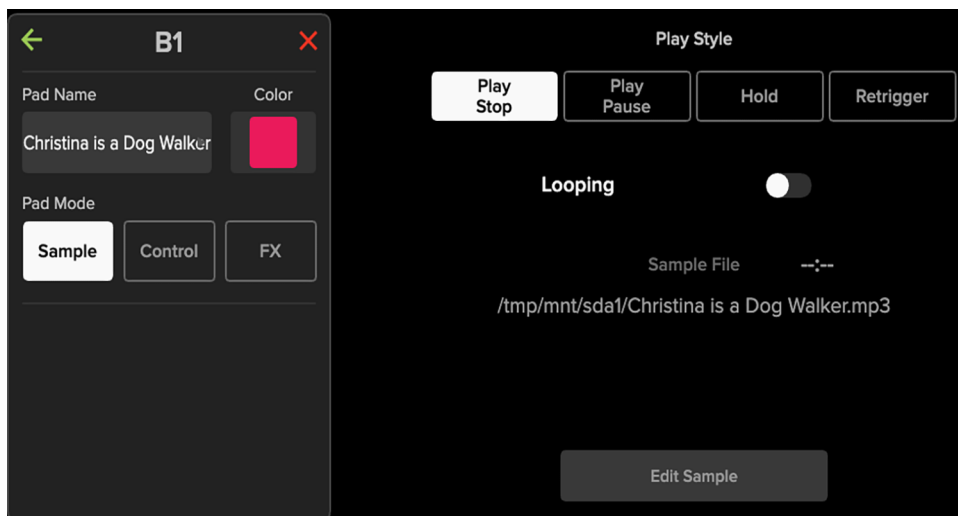 B1
Pad Name
Color
Christina is a Dog Walker
Pad Mode
Sample
Control
FX
Play Style
Play
Stop
Play
Pause
Hold
Retrigger
Looping
Sample File
--:--
/tmp/mnt/sda1/Christina is a Dog Walker.mp3
Edit Sample